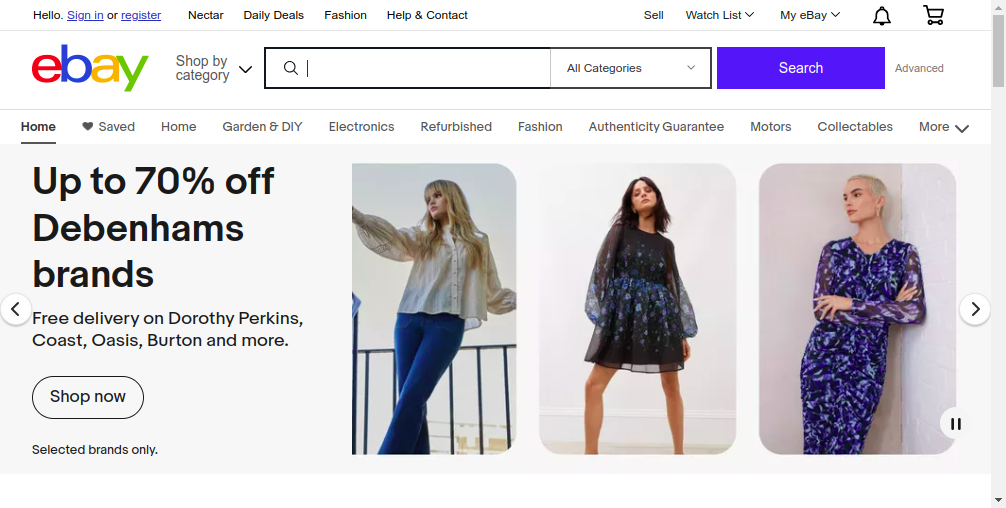 Hello. Sign in or register Nectar Daily Deals Fashion Help & Contact Sell Watch List My eBay
ebay Shop by category All Categories Search Advanced
Home Saved Home Garden & DIY Electronics Refurbished Fashion Authenticity Guarantee Motors Collectables More
Up to 70% off
Debenhams
brands
Free delivery on Dorothy Perkins,
Coast, Oasis, Burton and more.
Shop now
Selected brands only.